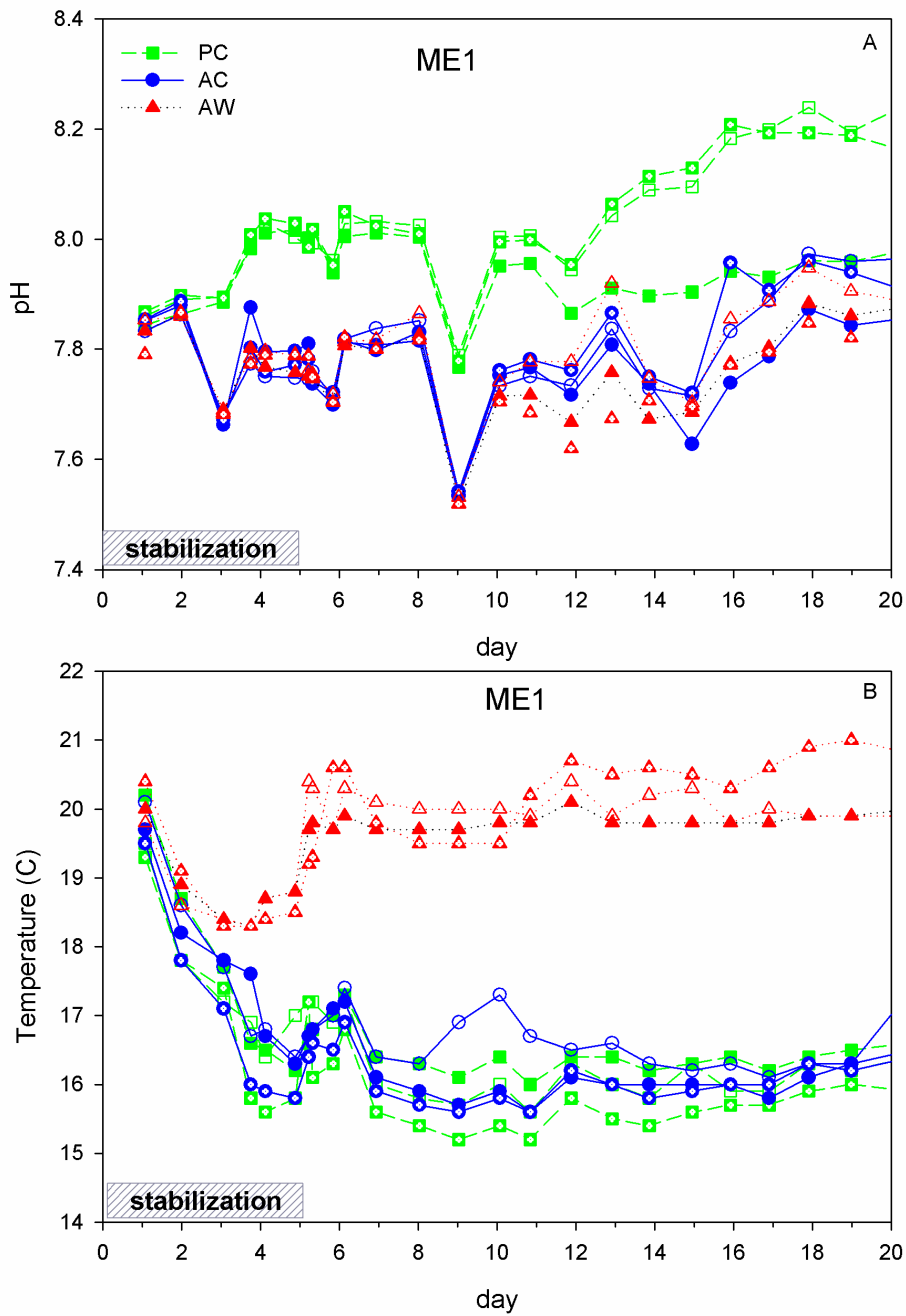 8.4
A
ME1
PC
AC
AW
8.2
8.0
pH
7.8
7.6
stabilization
7.4
0 2 4 6 8 10 12 14 16 18 20
day
22
ME1
B
21
20
19
18
Temperature (C)
17
16
15
stabilization
14
0 2 4 6 8 10 12 14 16 18 20
day